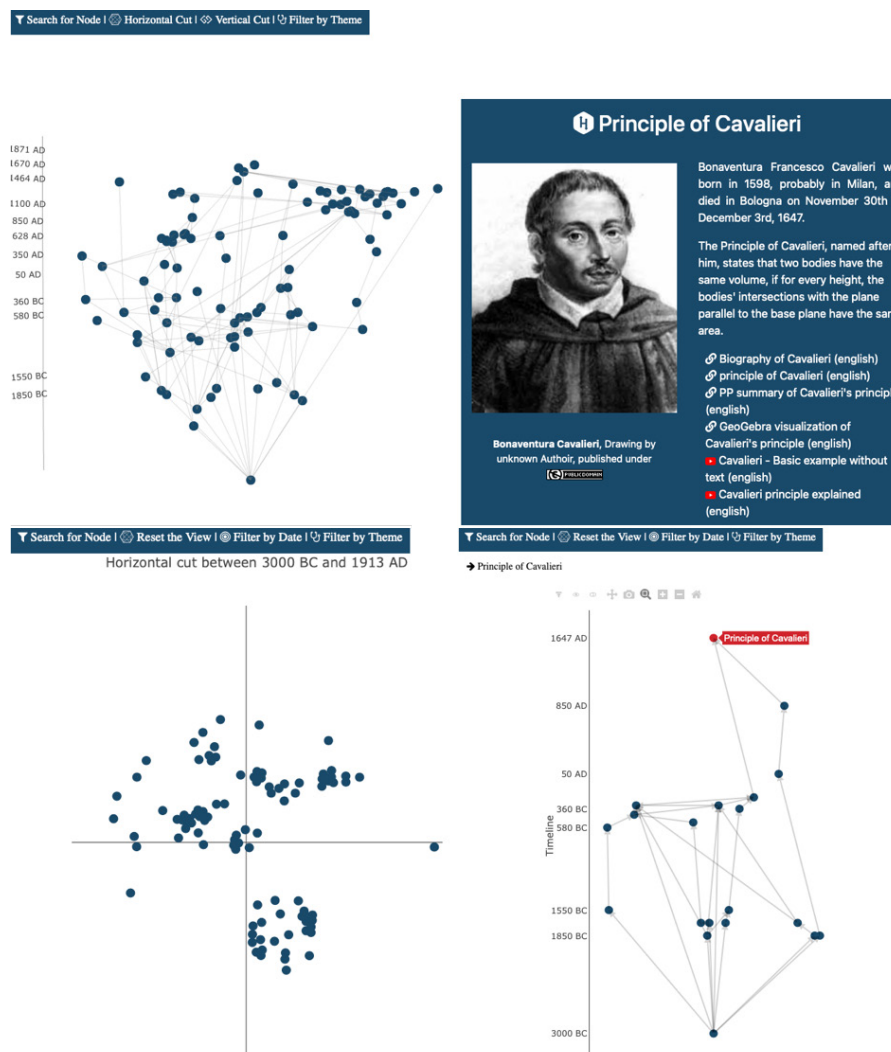 Search for Node | Horizontal Cut | Vertical Cut | Filter by Theme
1871 AD
1670 AD
1464 AD
1100 AD
850 AD
628 AD
350 AD
50 AD
360 BC
580 BC
1550 BC
1850 BC
Principle of Cavalieri
Bonaventura Francesco Cavalieri w
born in 1598, probably in Milan, a
died in Bologna on November 30th
December 3rd, 1647.
The Principle of Cavalieri, named after
him, states that two bodies have the
same volume, if for every height, the
bodies' intersections with the plane
parallel to the base plane have the sam
area.
Biography of Cavalieri (english)
principle of Cavalieri (english)
PP summary of Cavalieri's principl
(english)
GeoGebra visualization of
Cavalieri's principle (english)
Cavalieri - Basic example without
text (english)
Cavalieri principle explained
(english)
Bonaventura Cavalieri, Drawing by
unknown Authoir, published under
PUBLIC DOMAIN
Search for Node | Reset the View | Filter by Date | Filter by Theme
Horizontal cut between 3000 BC and 1913 AD
Search for Node | Reset the View | Filter by Date | Filter by Theme
Principle of Cavalieri
1647 AD
Principle of Cavalieri
850 AD
50 AD
360 BC
580 BC
Timeline
1550 BC
1850 BC
3000 BC